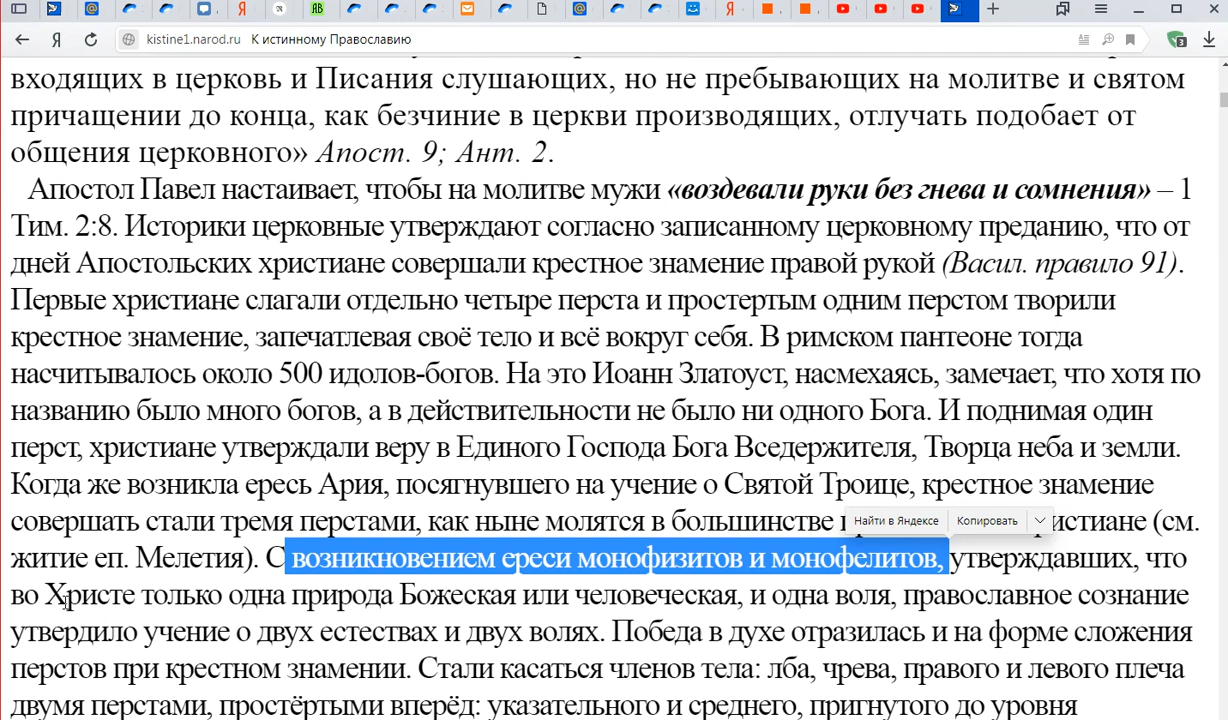 kistine1.narod.ru К истинному Православию
3
входящих в церковь и Писания слушающих, но не пребывающих на молитве и святом
причащении до конца, как безчиние в церкви производящих, отлучать подобает от
общения церковного» Апост. 9; Ант. 2.
Апостол Павел настаивает, чтобы на молитве мужи «воздевали руки без гнева и сомнения» – 1
Тим. 2:8. Историки церковные утверждают согласно записанному церковному преданию, что от
дней Апостольских христиане совершали крестное знамение правой рукой (Васил. правило 91).
Первые христиане слагали отдельно четыре перста и простертым одним перстом творили
крестное знамение, запечатлевая своё тело и всё вокруг себя. В римском пантеоне тогда
насчитывалось около 500 идолов-богов. На это Иоанн Златоуст, насмехаясь, замечает, что хотя по
названию было много богов, а в действительности не было ни одного Бога. И поднимая один
перст, христиане утверждали веру в Единого Господа Бога Вседержителя, Творца неба и земли.
Когда же возникла ересь Ария, посягнувшего на учение о Святой Троице, крестное знамение
совершать стали тремя перстами, как ныне молятся в большинстве (см.
Найти в Яндексе Копировать
житие еп. Мелетия). С возникновением ереси монофизитов и монофелитов, утверждавших, что
во Христе только одна природа Божеская или человеческая, и одна воля, православное сознание
утвердило учение о двух естествах и двух волях. Победа в духе отразилась и на форме сложения
перстов при крестном знамении. Стали касаться членов тела: лба, чрева, правого и левого плеча
двумя перстами, простёртыми вперёд: указательного и среднего, пригнутого до уровня